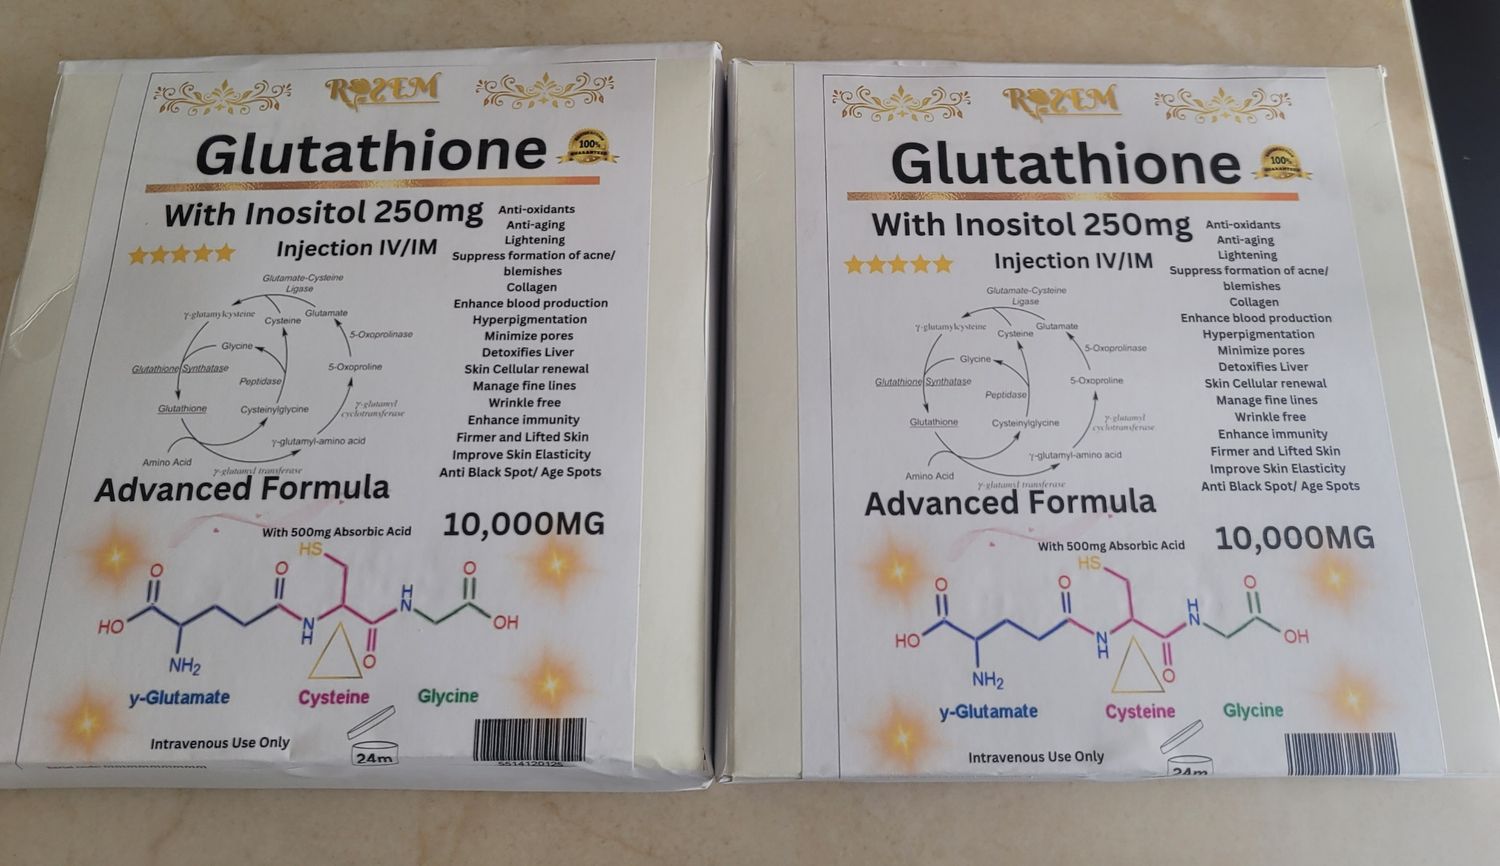 ROZEM
Glutathione
100%
GUARANTEED
With Inositol 250mg
Injection IV/IM
Anti-oxidants
Anti-aging
Lightening
Suppress formation of acne/
blemishes
Collagen
Enhance blood production
Hyperpigmentation
Minimize pores
Detoxifies Liver
Skin Cellular renewal
Manage fine lines
Wrinkle free
Enhance immunity
Firmer and Lifted Skin
Improve Skin Elasticity
Anti Black Spot/ Age Spots
Glutamate-Cysteine
Ligase
γ-glutamylcysteine
Cysteine
Glutamate
5-Oxoprolinase
Glycine
Glutathione Synthatase
5-Oxoproline
Peptidase
Glutathione
Cysteinylglycine
γ-glutamyl
cyclotransferase
γ-glutamyl-amino acid
Amino Acid
γ-glutamyl transferase
Advanced Formula
With 500mg Absorbic Acid
10,000MG
HS
O
O
O
HO
N
H
H
N
OH
NH2
O
y-Glutamate
Cysteine
Glycine
Intravenous Use Only
24m
5514120125
ROZEM
Glutathione
100%
GUARANTEED
With Inositol 250mg
Injection IV/IM
Anti-oxidants
Anti-aging
Lightening
Suppress formation of acne/
blemishes
Collagen
Enhance blood production
Hyperpigmentation
Minimize pores
Detoxifies Liver
Skin Cellular renewal
Manage fine lines
Wrinkle free
Enhance immunity
Firmer and Lifted Skin
Improve Skin Elasticity
Anti Black Spot/ Age Spots
Glutamate-Cysteine
Ligase
γ-glutamylcysteine
Cysteine
Glutamate
5-Oxoprolinase
Glycine
Glutathione Synthatase
5-Oxoproline
Peptidase
Glutathione
Cysteinylglycine
γ-glutamyl
cyclotransferase
γ-glutamyl-amino acid
Amino Acid
γ-glutamyl transferase
Advanced Formula
With 500mg Absorbic Acid
10,000MG
HS
O
O
O
HO
N
H
H
N
OH
NH2
O
y-Glutamate
Cysteine
Glycine
Intravenous Use Only
24m